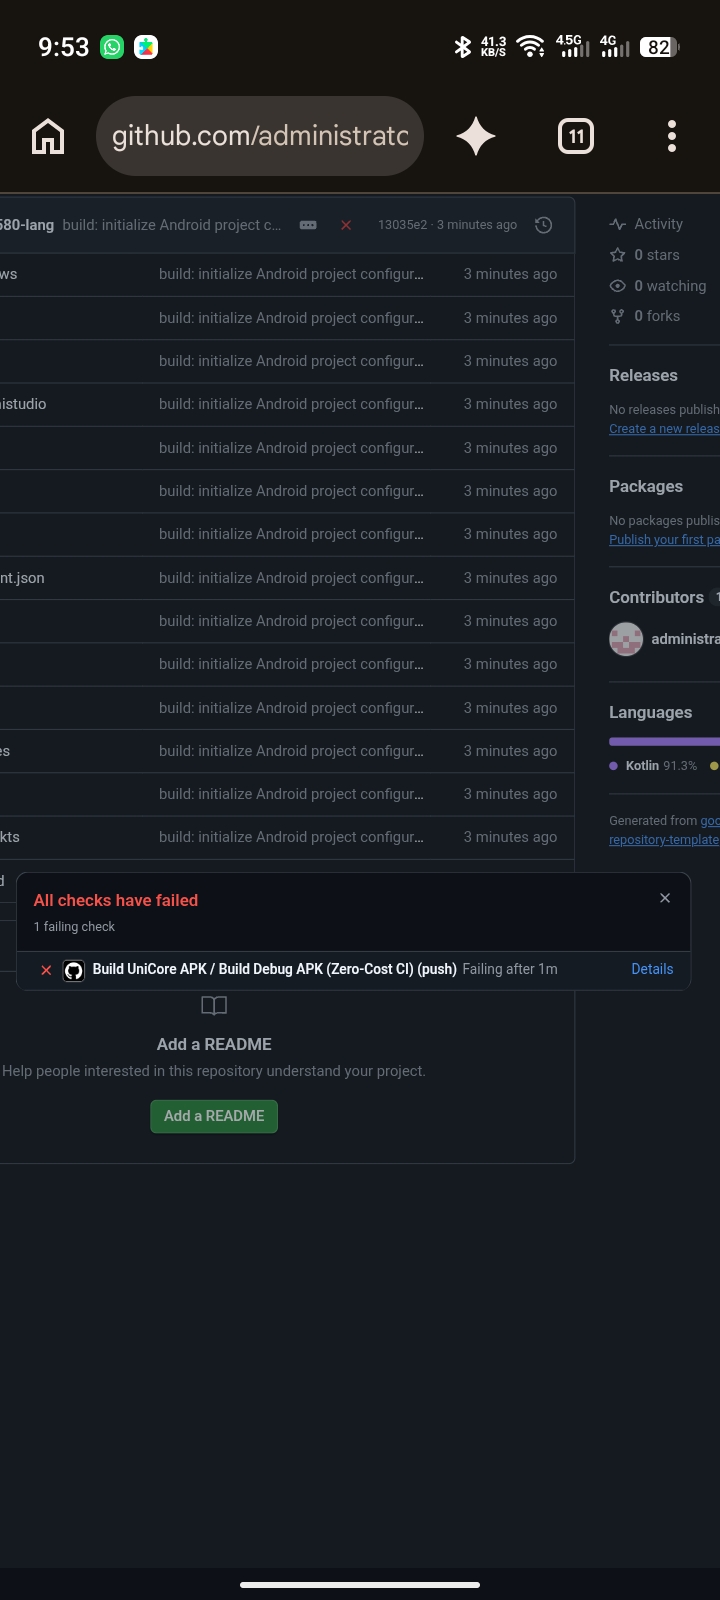 9:53 41.3 KB/S 4.5G 4G 82
github.com/administratc 11
580-lang build: initialize Android project c... 13035e2 · 3 minutes ago
Activity
ws build: initialize Android project configur... 3 minutes ago
0 stars
0 watching
build: initialize Android project configur... 3 minutes ago
0 forks
build: initialize Android project configur... 3 minutes ago
Releases
nistudio build: initialize Android project configur... 3 minutes ago
No releases publish
Create a new releas
build: initialize Android project configur... 3 minutes ago
build: initialize Android project configur... 3 minutes ago
Packages
No packages publis
build: initialize Android project configur... 3 minutes ago
Publish your first pa
nt.json build: initialize Android project configur... 3 minutes ago
Contributors 1
build: initialize Android project configur... 3 minutes ago
administra
build: initialize Android project configur... 3 minutes ago
build: initialize Android project configur... 3 minutes ago
Languages
es build: initialize Android project configur... 3 minutes ago
Kotlin 91.3%
build: initialize Android project configur... 3 minutes ago
Generated from goo
kts build: initialize Android project configur... 3 minutes ago
repository-template
d
All checks have failed
1 failing check
Build UniCore APK / Build Debug APK (Zero-Cost CI) (push) Failing after 1m Details
Add a README
Help people interested in this repository understand your project.
Add a README